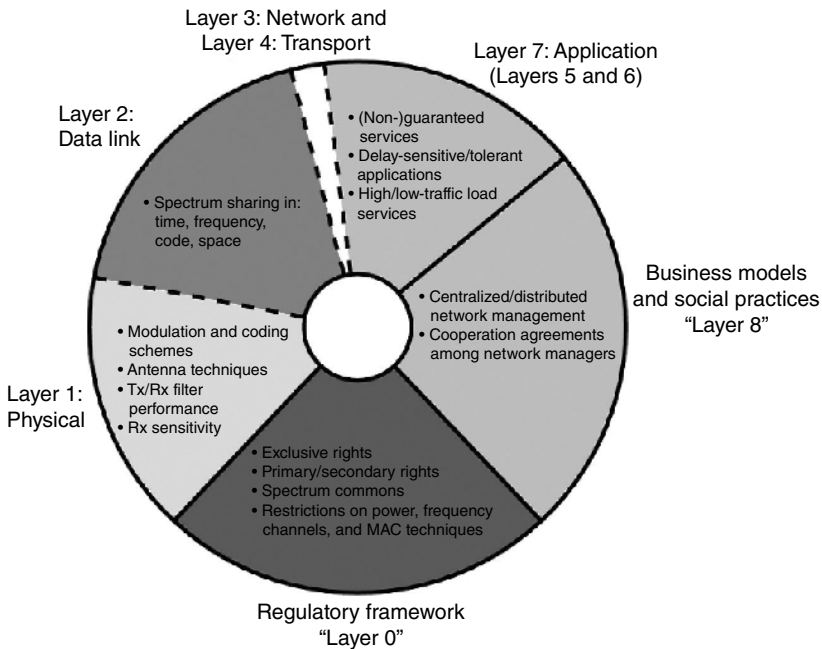 Layer 3: Network and
Layer 4: Transport
Layer 7: Application
(Layers 5 and 6)
Layer 2:
Data link
• (Non-)guaranteed
services
• Delay-sensitive/tolerant
applications
• High/low-traffic load
services
• Spectrum sharing in:
time, frequency,
code, space
Business models
and social practices
“Layer 8”
• Centralized/distributed
network management
• Cooperation agreements
among network managers
• Modulation and coding
schemes
• Antenna techniques
• Tx/Rx filter
performance
• Rx sensitivity
Layer 1:
Physical
• Exclusive rights
• Primary/secondary rights
• Spectrum commons
• Restrictions on power, frequency
channels, and MAC techniques
Regulatory framework
“Layer 0”